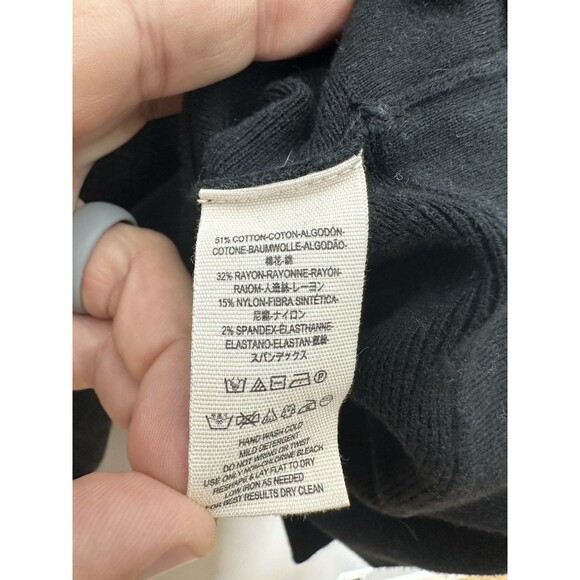 51% COTTON-COTON-ALGODÓN-
COTONE-BAUMWOLLE-ALGODÃO-
棉花-綿
32% RAYON-RAYONNE-RAYÓN-
RAIOM-人造絲-レーヨン
15% NYLON-FIBRA SINTÉTICA-
尼龍-ナイロン
2% SPANDEX-ÉLASTHANNE-
ELASTANO-ELASTAN-
スパンデックス
HAND WASH COLD
MILD DETERGENT
DO NOT WRING OR TWIST
USE ONLY NON-CHLORINE BLEACH
RESHAPE & LAY FLAT TO DRY
LOW IRON AS NEEDED
FOR BEST RESULTS DRY CLEAN